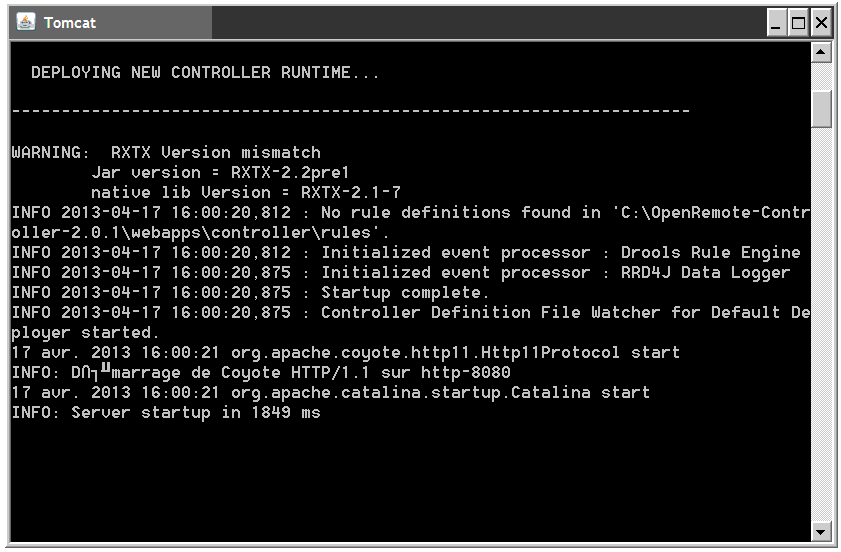 Tomcat
DEPLOYING NEW CONTROLLER RUNTIME...
--------------------------------------------------------------------
WARNING:  RXTX Version mismatch
        Jar version = RXTX-2.2pre1
        native lib Version = RXTX-2.1-7
INFO 2013-04-17 16:00:20,812 : No rule definitions found in 'C:\OpenRemote-Contr
oller-2.0.1\webapps\controller\rules'.
INFO 2013-04-17 16:00:20,812 : Initialized event processor : Drools Rule Engine
INFO 2013-04-17 16:00:20,875 : Initialized event processor : RRD4J Data Logger
INFO 2013-04-17 16:00:20,875 : Startup complete.
INFO 2013-04-17 16:00:20,875 : Controller Definition File Watcher for Default De
ployer started.
17 avr. 2013 16:00:21 org.apache.coyote.http11.Http11Protocol start
INFO: D∩┐╜marrage de Coyote HTTP/1.1 sur http-8080
17 avr. 2013 16:00:21 org.apache.catalina.startup.Catalina start
INFO: Server startup in 1849 ms